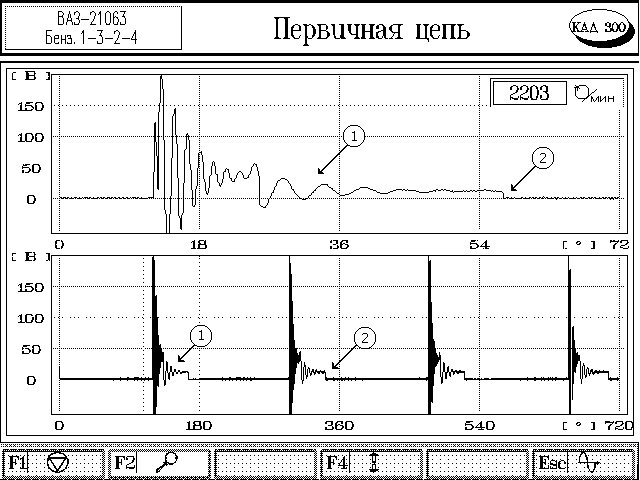 ВАЗ-21063
Бенз. 1-3-2-4
Первичная цепь
КАД 300
[ В ]
2203
/мин
150
100
50
0
1
2
0 18 36 54 [ ° ] 72
[ В ]
150
100
50
0
1
2
0 180 360 540 [ ° ] 720
F1 F2 F4 Esc